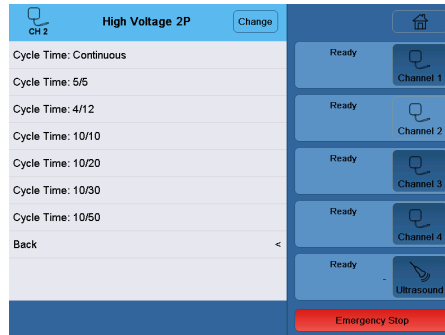 CH 2
High Voltage 2P
Change
Cycle Time: Continuous
Cycle Time: 5/5
Cycle Time: 4/12
Cycle Time: 10/10
Cycle Time: 10/20
Cycle Time: 10/30
Cycle Time: 10/50
Back <
Ready
Channel 1
Ready
Channel 2
Ready
Channel 3
Ready
Channel 4
Ready
-
Ultrasound
Emergency Stop